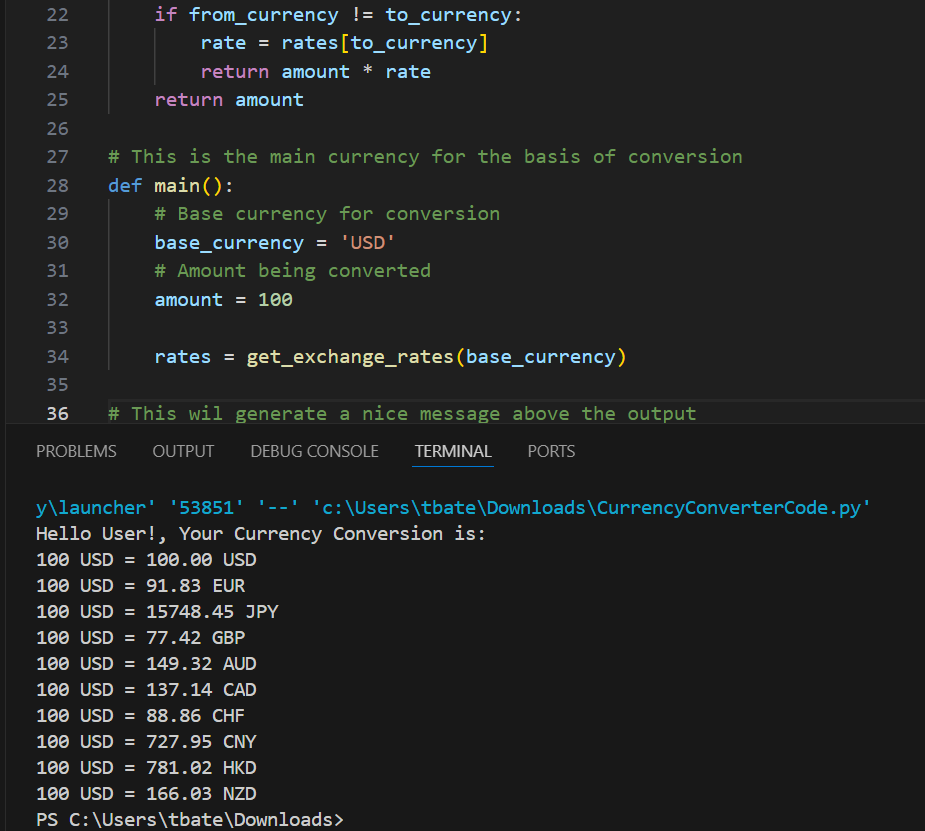 22 if from_currency != to_currency:
23 rate = rates[to_currency]
24 return amount * rate
25 return amount
26
27 # This is the main currency for the basis of conversion
28 def main():
29 # Base currency for conversion
30 base_currency = 'USD'
31 # Amount being converted
32 amount = 100
33
34 rates = get_exchange_rates(base_currency)
35
36 # This wil generate a nice message above the output
PROBLEMS OUTPUT DEBUG CONSOLE TERMINAL PORTS
y\launcher' '53851' '--' 'c:\Users\tbate\Downloads\CurrencyConverterCode.py'
Hello User!, Your Currency Conversion is:
100 USD = 100.00 USD
100 USD = 91.83 EUR
100 USD = 15748.45 JPY
100 USD = 77.42 GBP
100 USD = 149.32 AUD
100 USD = 137.14 CAD
100 USD = 88.86 CHF
100 USD = 727.95 CNY
100 USD = 781.02 HKD
100 USD = 166.03 NZD
PS C:\Users\tbate\Downloads>